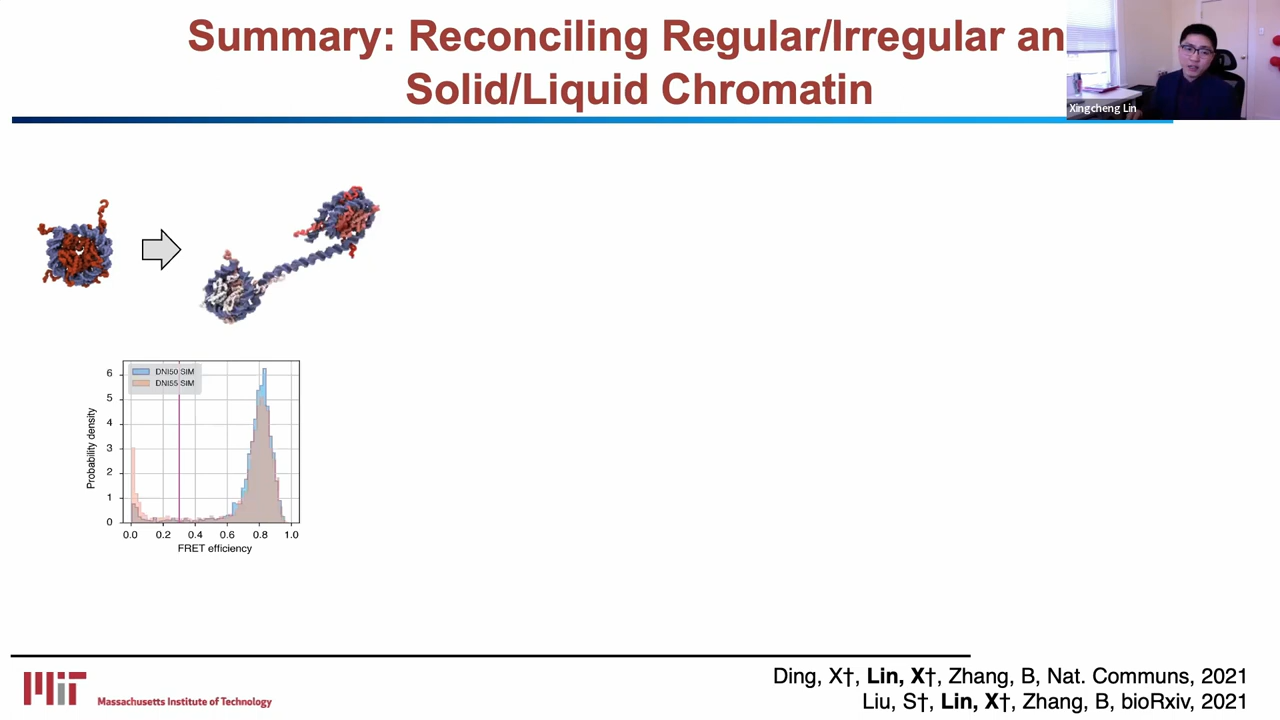 Summary: Reconciling Regular/Irregular an
Solid/Liquid Chromatin
Xingcheng Lin
DNI50 SIM
DNI55 SIM
Probability density
6
5
4
3
2
1
0
0.0 0.2 0.4 0.6 0.8 1.0
FRET efficiency
MIT
Massachusetts Institute of Technology
Ding, X†, Lin, X†, Zhang, B, Nat. Communs, 2021
Liu, S†, Lin, X†, Zhang, B, bioRxiv, 2021